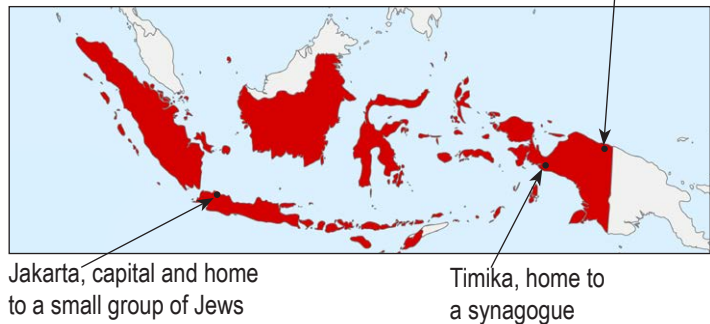 Jakarta, capital and home
to a small group of Jews
Timika, home to
a synagogue